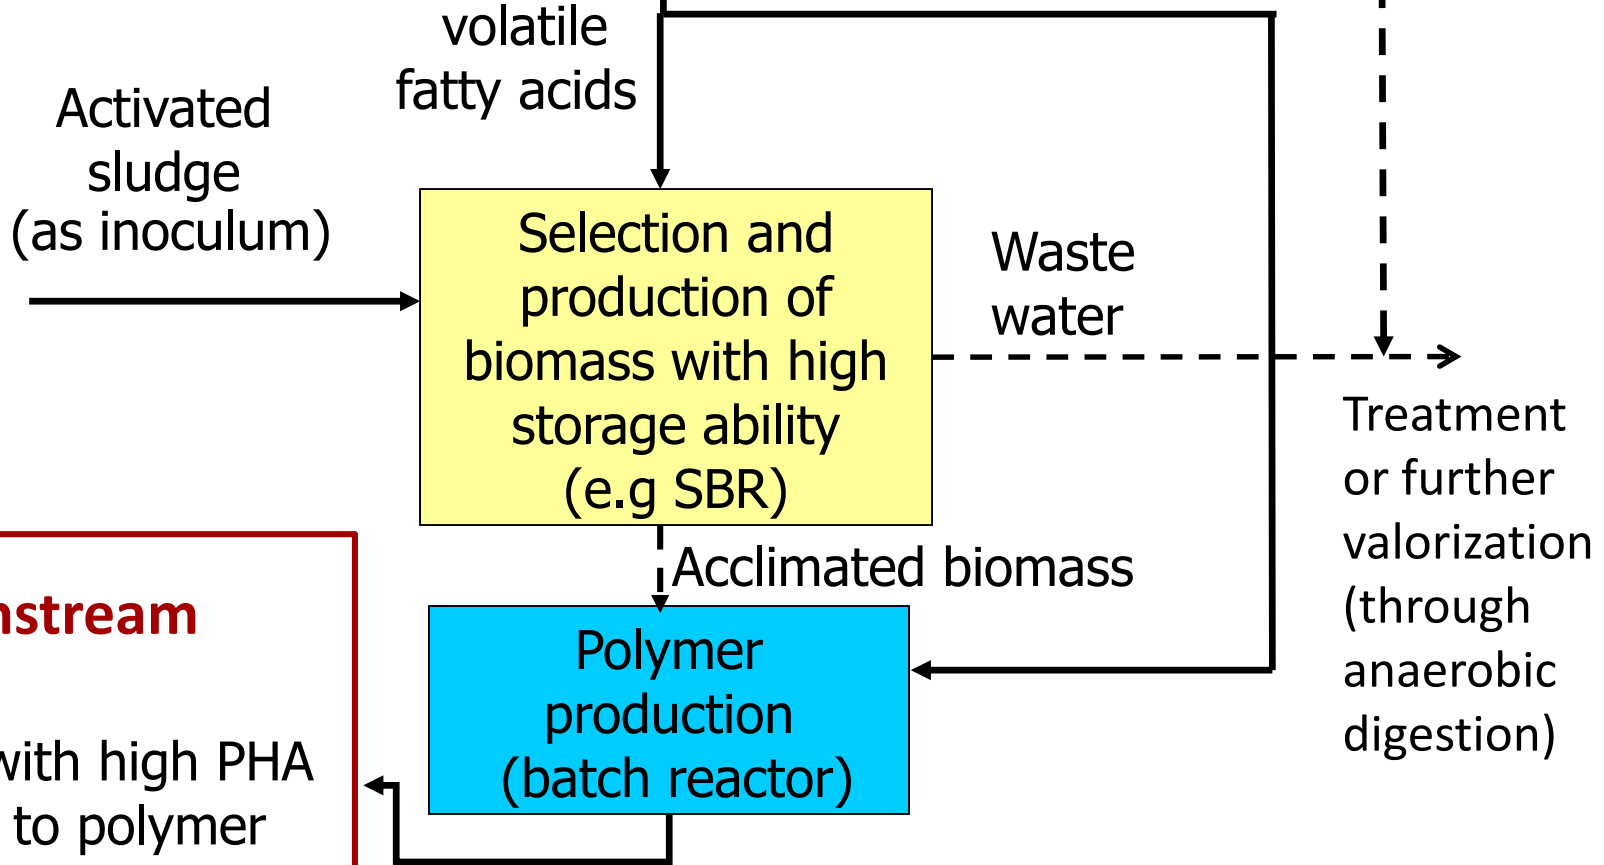 volatile
fatty acids
Activated
sludge
(as inoculum)
Selection and
production of
biomass with high
storage ability
(e.g SBR)
Waste
water
Treatment
or further
valorization
(through
anaerobic
digestion)
Acclimated biomass
nstream
Polymer
production
(batch reactor)
with high PHA
to polymer